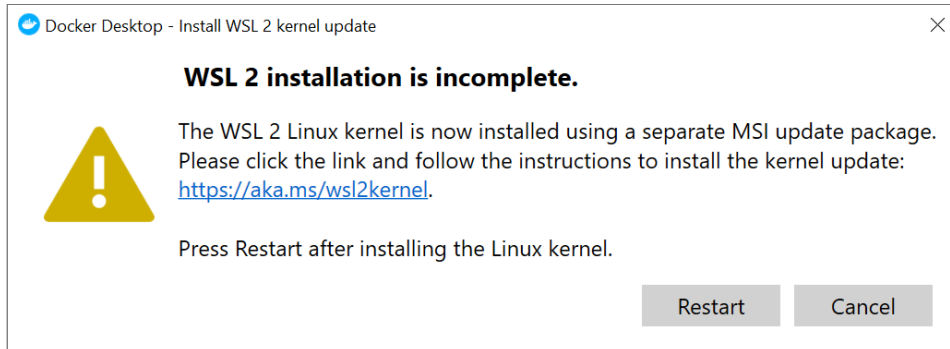 Docker Desktop - Install WSL 2 kernel update
WSL 2 installation is incomplete.
The WSL 2 Linux kernel is now installed using a separate MSI update package.
Please click the link and follow the instructions to install the kernel update:
https://aka.ms/wsl2kernel.
Press Restart after installing the Linux kernel.
Restart Cancel